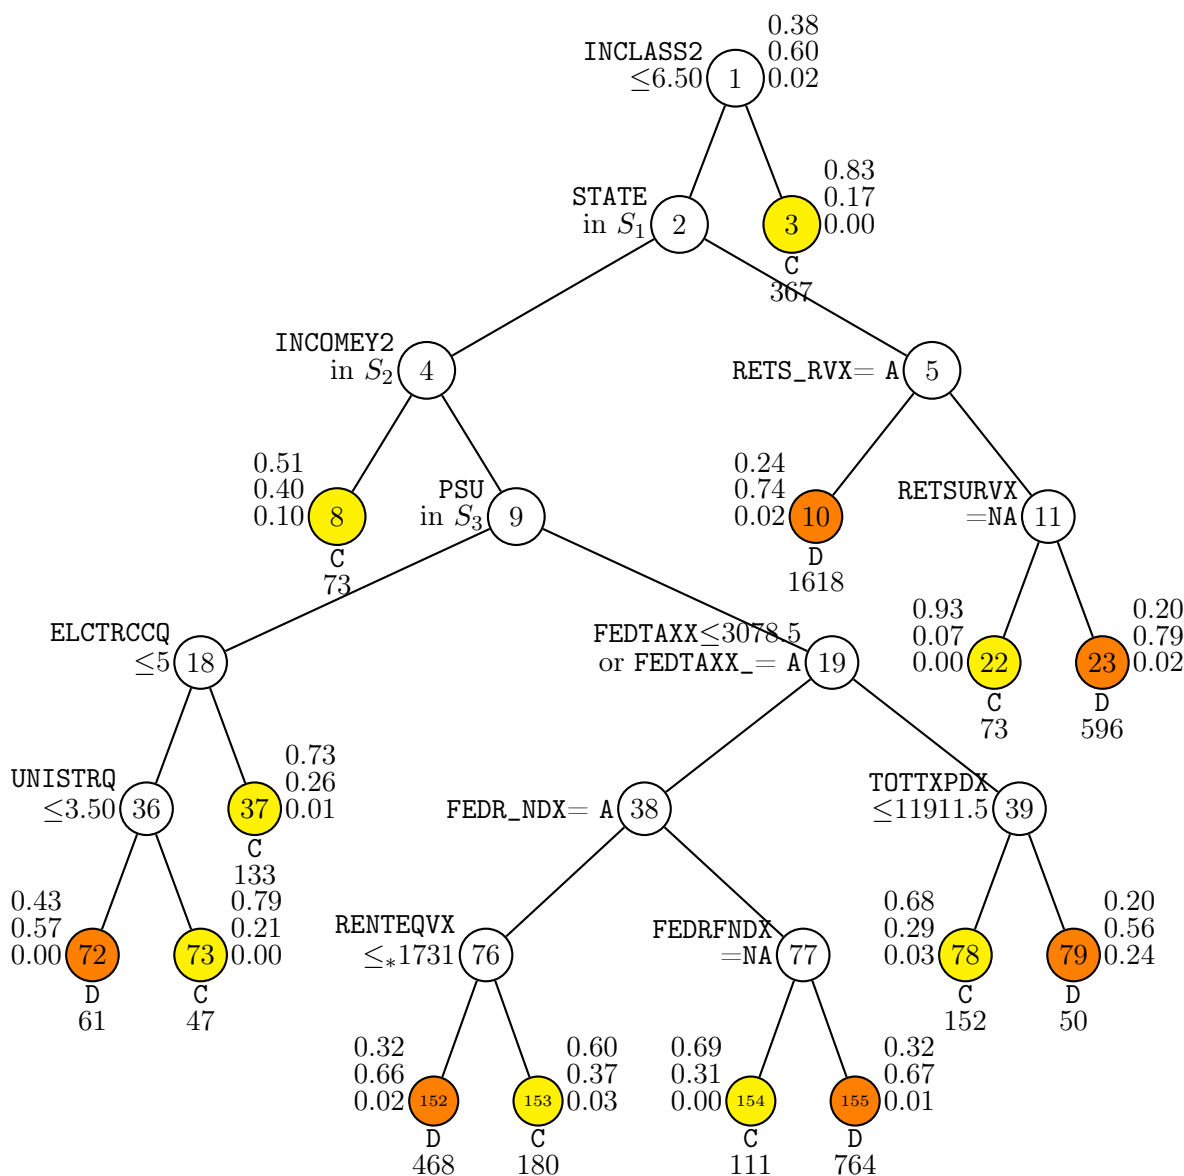 0.38
INCLASS2 0.60
≤6.50 1 0.02
0.83
STATE 0.17
in S1 2 3 0.00
C
367
INCOMEY2
in S2 4 RETS_RVX= A 5
0.51 0.24
0.40 PSU 0.74 RETSURVX
0.10 8 in S3 9 0.02 10 =NA 11
C D
73 1618
0.93 0.20
ELCTRCCQ FEDTAXX≤3078.5 0.07 0.79
≤5 18 or FEDTAXX_= A 19 0.00 22 23 0.02
C D
73 596
0.73
UNISTRQ 0.26 TOTTXPDX
≤3.50 36 37 0.01 FEDR_NDX= A 38 ≤11911.5 39
C
133
0.43 0.79 0.68 0.20
0.57 0.21 RENTEQVX FEDRFNDX 0.29 0.56
0.00 72 73 0.00 ≤*1731 76 =NA 77 0.03 78 79 0.24
D C C D
61 47 152 50
0.32 0.60 0.69 0.32
0.66 0.37 0.31 0.67
0.02 152 153 0.03 0.00 154 155 0.01
D C C D
468 180 111 764